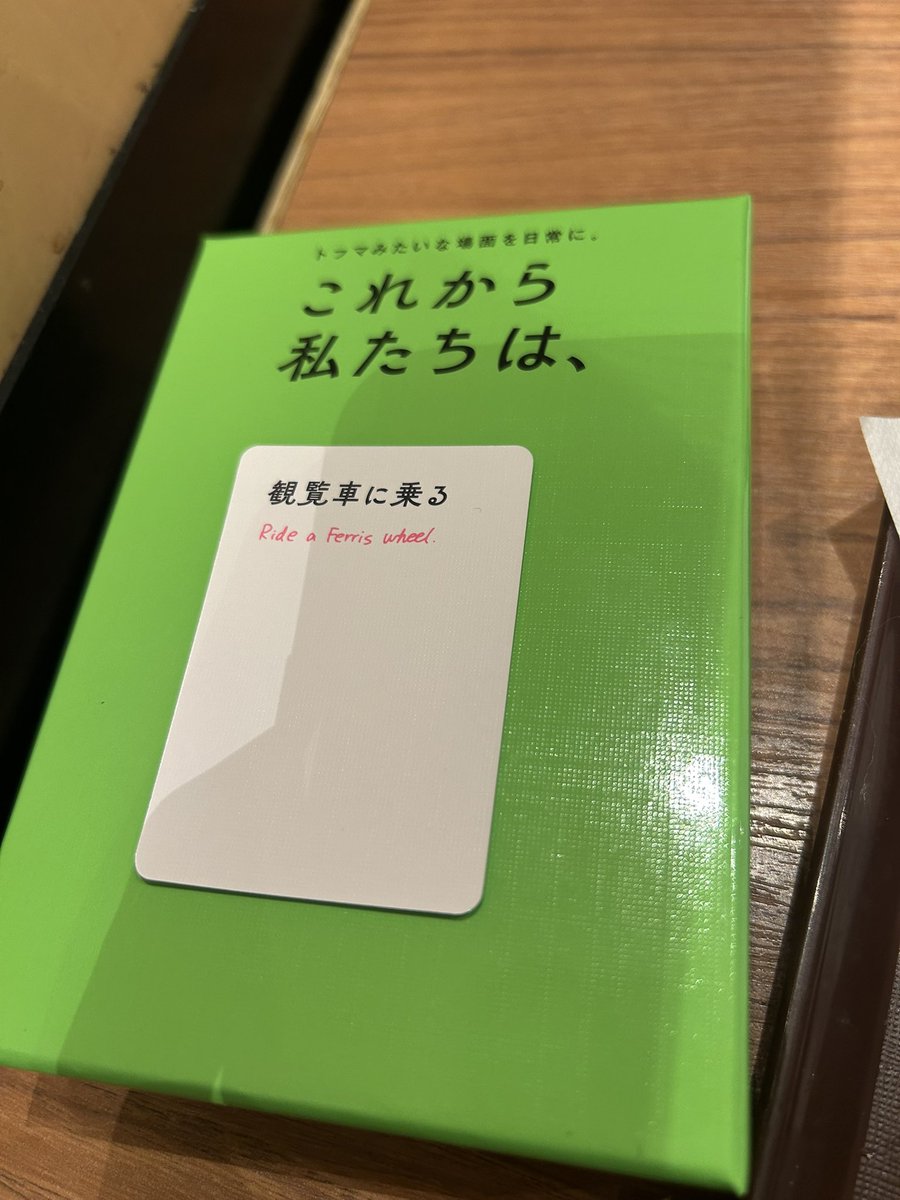 ドラマみたいな場面を日常に。
これから
私たちは、
観覧車に乗る
Ride a Ferris wheel.